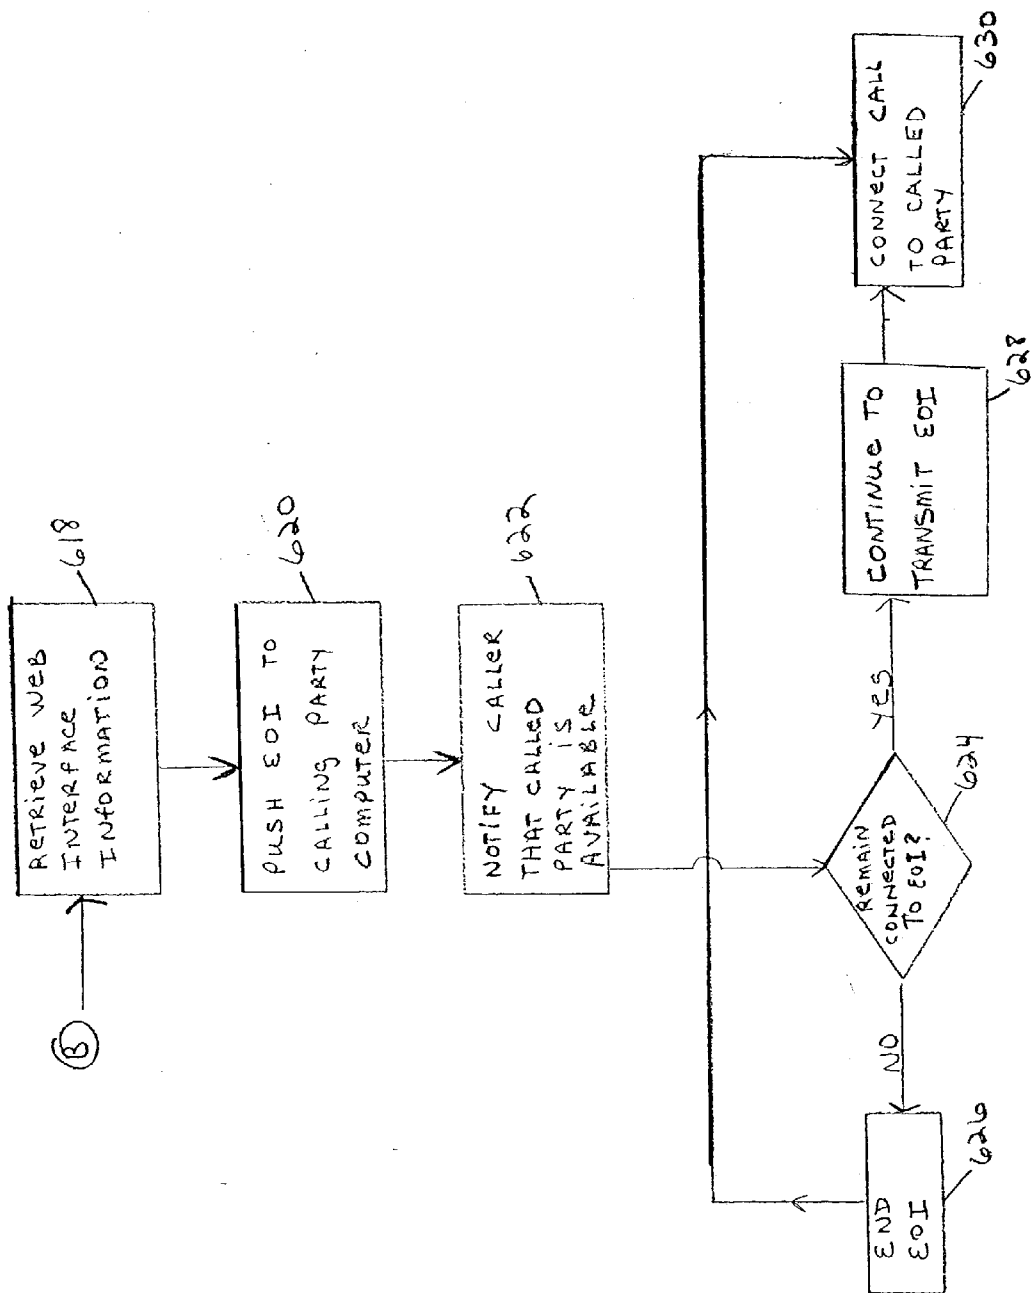 B
RETRIEVE WEB
INTERFACE
INFORMATION
618
PUSH EOI TO
CALLING PARTY
COMPUTER
620
NOTIFY CALLER
THAT CALLED
PARTY IS
AVAILABLE
622
REMAIN
CONNECTED
TO EOI?
624
NO
END
EOI
626
YES
CONTINUE TO
TRANSMIT EOI
628
CONNECT CALL
TO CALLED
PARTY
630